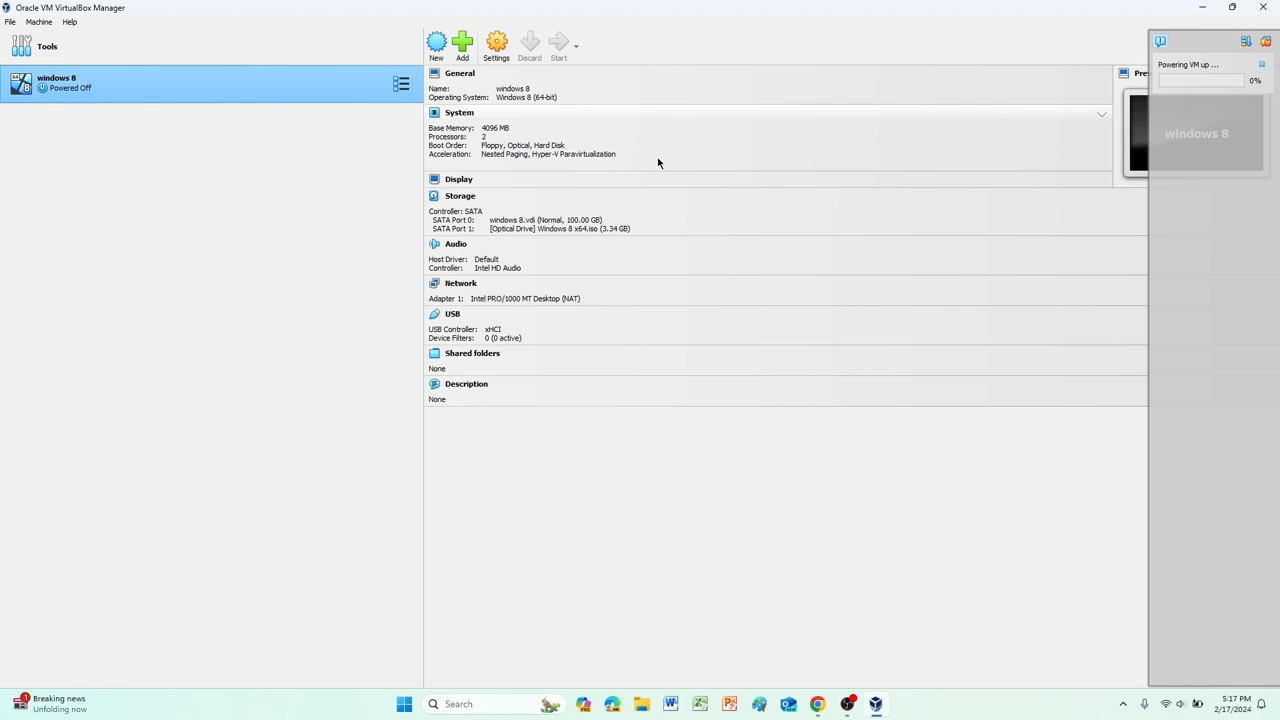 Oracle VM VirtualBox Manager
File Machine Help
Tools
New Add Settings Discard Start
windows 8
Powered Off
64
8
General
Name: windows 8
Operating System: Windows 8 (64-bit)
System
Base Memory: 4096 MB
Processors: 2
Boot Order: Floppy, Optical, Hard Disk
Acceleration: Nested Paging, Hyper-V Paravirtualization
Display
Storage
Controller: SATA
SATA Port 0: windows 8.vdi (Normal, 100.00 GB)
SATA Port 1: [Optical Drive] Windows 8 x64.iso (3.34 GB)
Audio
Host Driver: Default
Controller: Intel HD Audio
Network
Adapter 1: Intel PRO/1000 MT Desktop (NAT)
USB
USB Controller: xHCI
Device Filters: 0 (0 active)
Shared folders
None
Description
None
Pre
windows 8
Powering VM up ...
0%
1
Breaking news
Unfolding now
Search
5:17 PM
2/17/2024